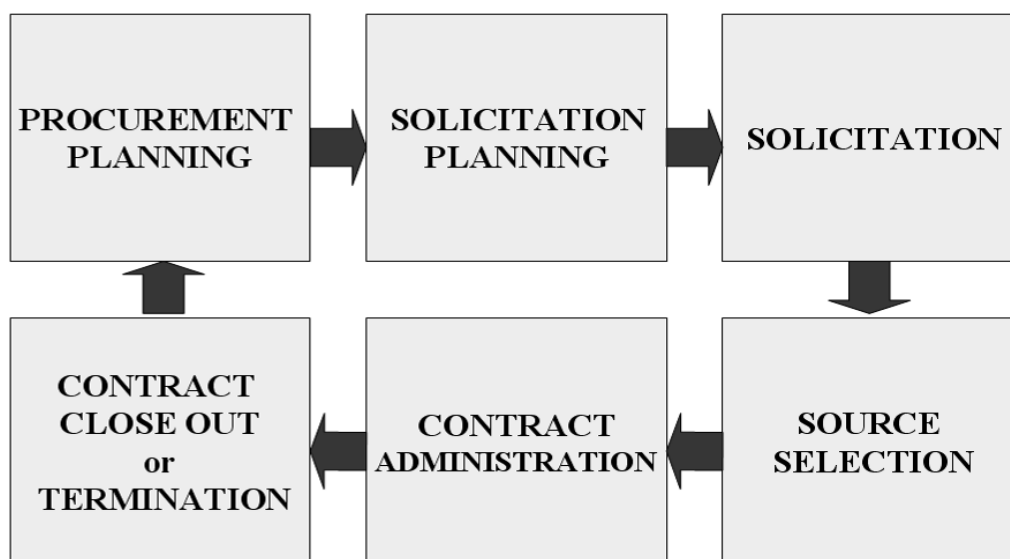 PROCUREMENT
PLANNING
SOLICITATION
PLANNING
SOLICITATION
SOURCE
SELECTION
CONTRACT
ADMINISTRATION
CONTRACT
CLOSE OUT
or
TERMINATION